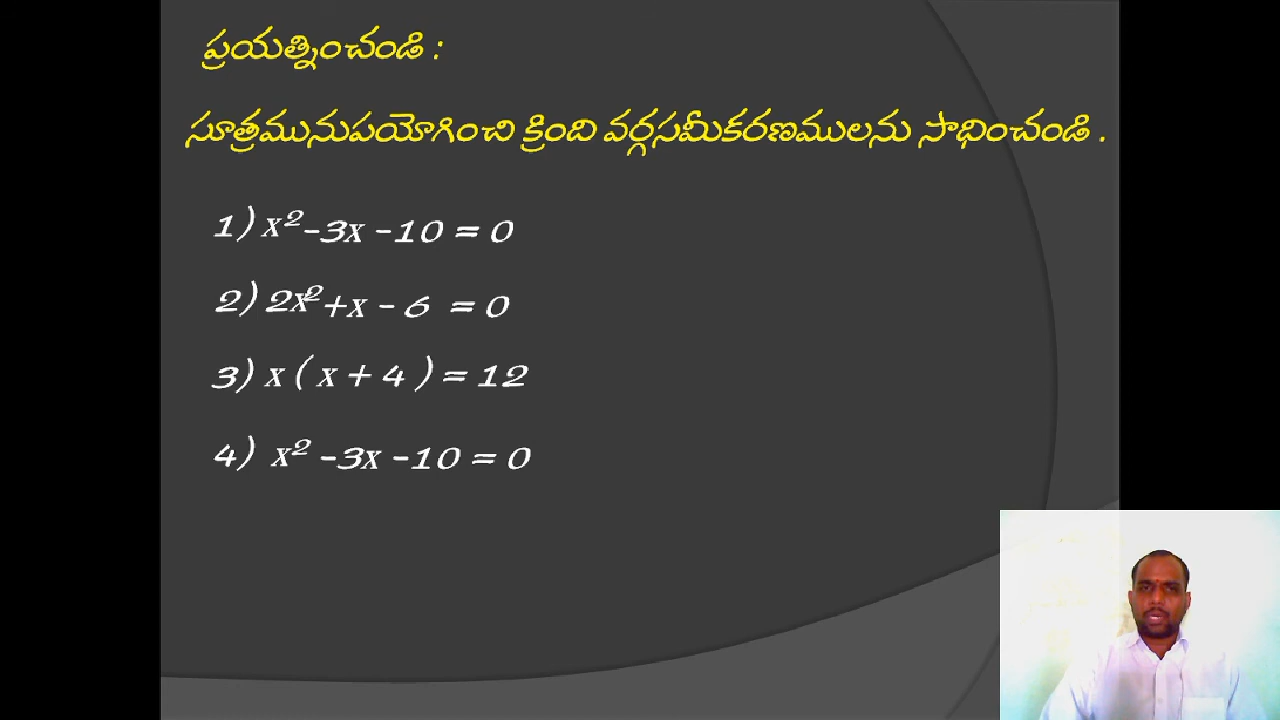 ప్రయత్నించండి :
సూత్రమునుపయోగించి క్రింది వర్గసమీకరణములను సాధించండి .
1) x²-3x -10 = 0
2) 2x²+x - 6 = 0
3) x ( x + 4 ) = 12
4) x² -3x -10 = 0